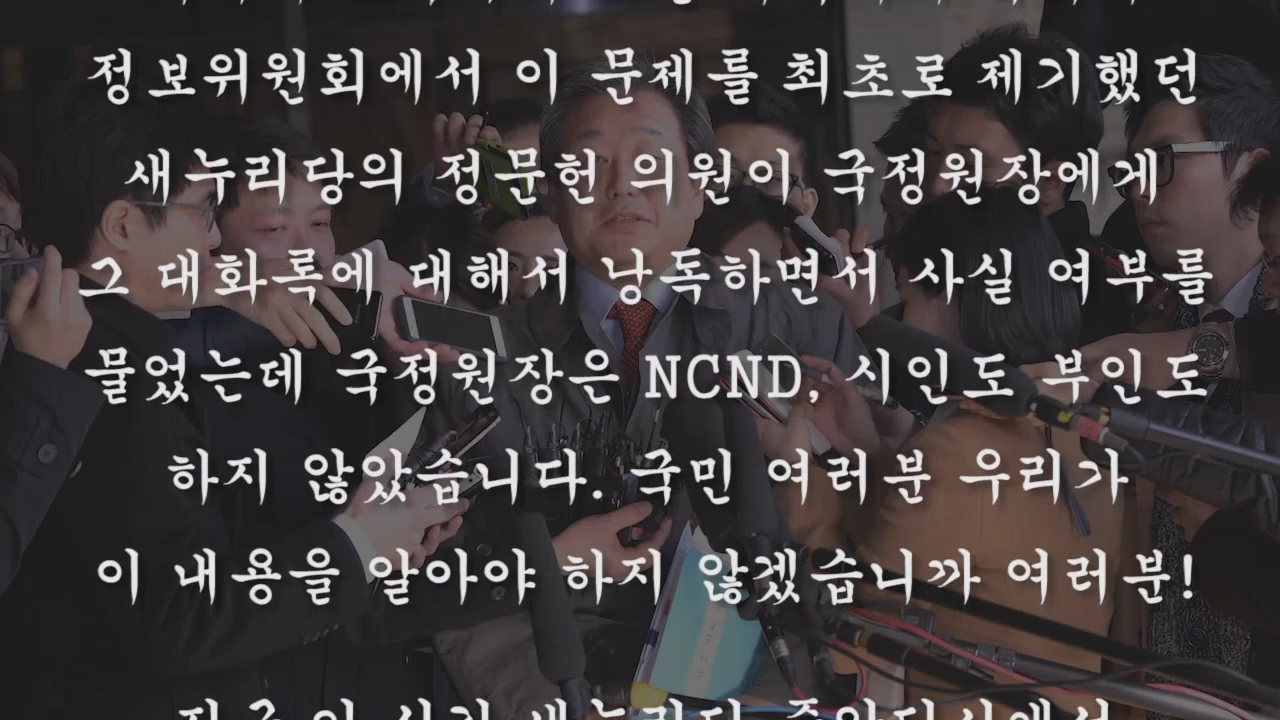 정보위원회에서 이 문제를 최초로 제기했던
새누리당의 정문헌 의원이 국정원장에게
그 대화록에 대해서 낭독하면서 사실 여부를
물었는데 국정원장은 NCND, 시인도 부인도
하지 않았습니다. 국민 여러분 우리가
이 내용을 알아야 하지 않겠습니까 여러분!